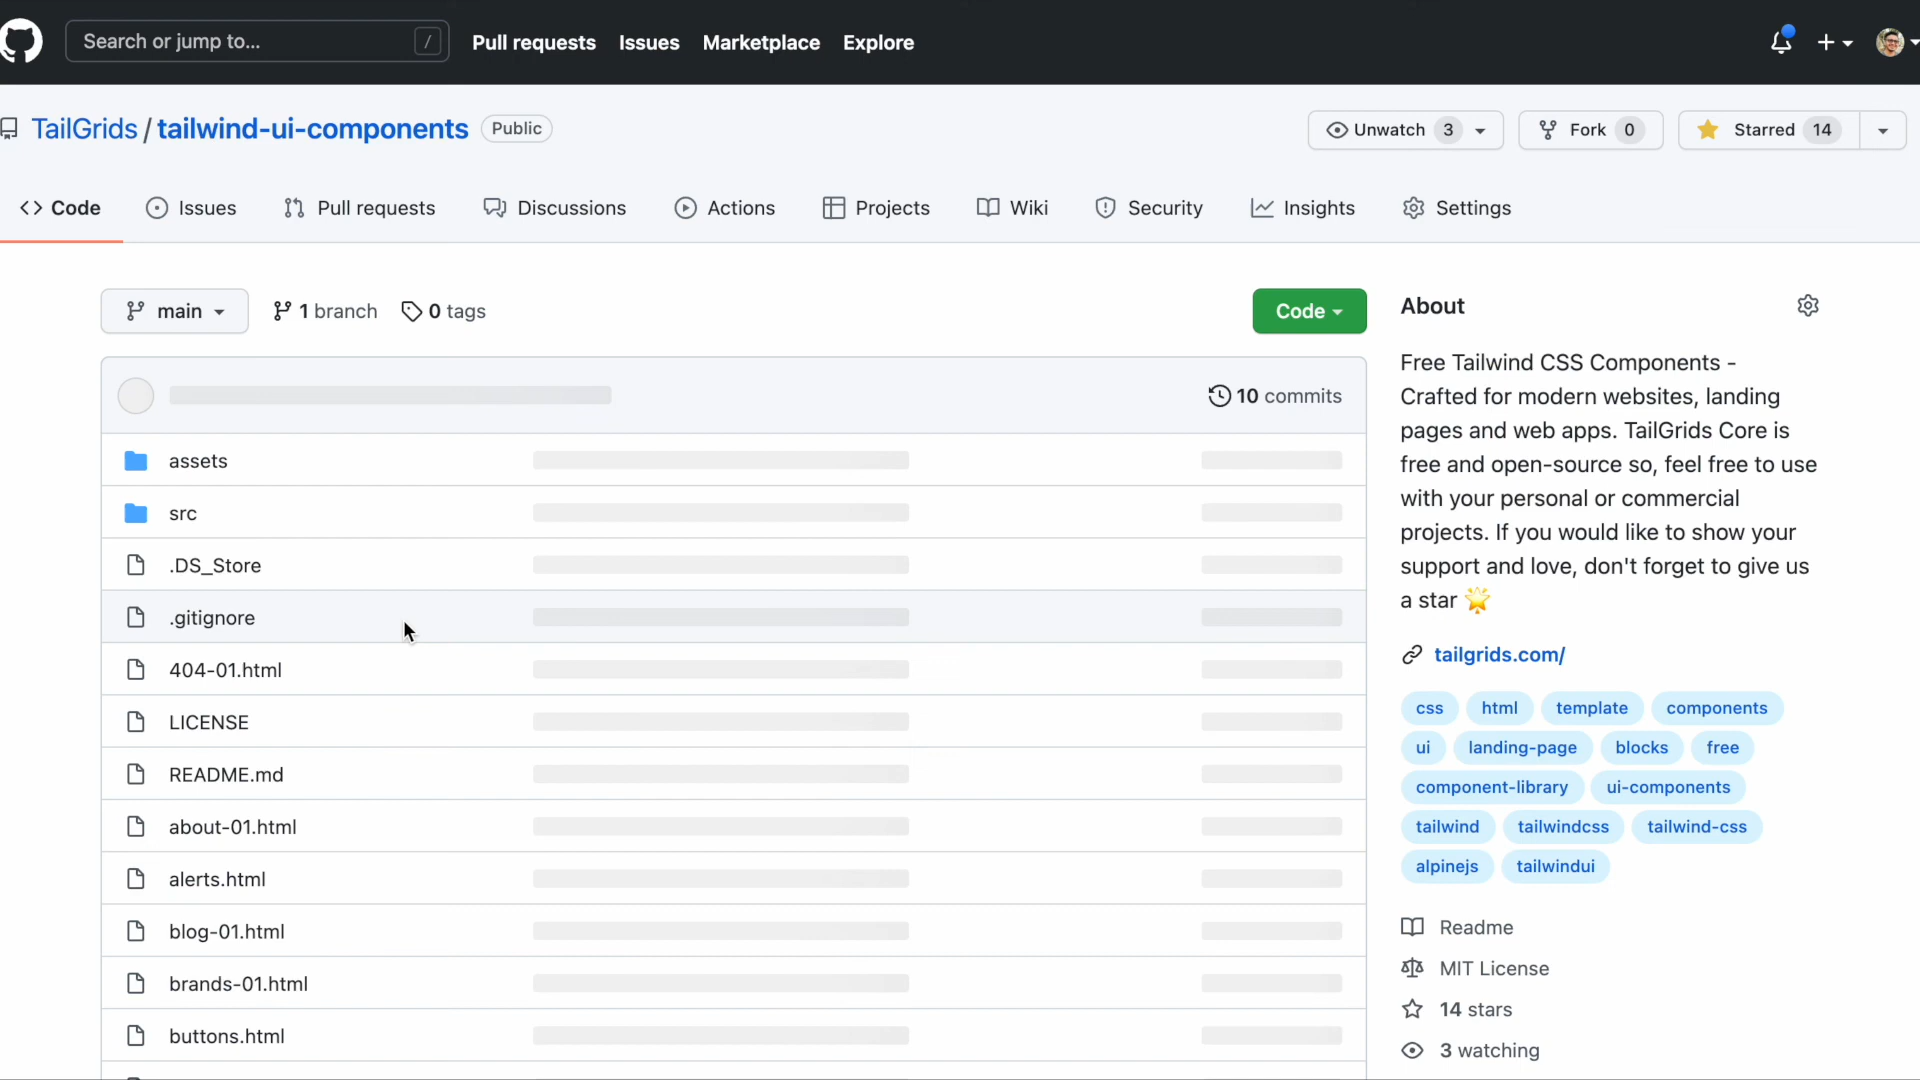 Search or jump to... /
Pull requests Issues Marketplace Explore
TailGrids / tailwind-ui-components Public
Unwatch 3 Fork 0 Starred 14
Code Issues Pull requests Discussions Actions Projects Wiki Security Insights Settings
main 1 branch 0 tags Code
10 commits
assets
src
.DS_Store
.gitignore
404-01.html
LICENSE
README.md
about-01.html
alerts.html
blog-01.html
brands-01.html
buttons.html
About
Free Tailwind CSS Components -
Crafted for modern websites, landing
pages and web apps. TailGrids Core is
free and open-source so, feel free to use
with your personal or commercial
projects. If you would like to show your
support and love, don't forget to give us
a star 🌟
tailgrids.com/
css html template components
ui landing-page blocks free
component-library ui-components
tailwind tailwindcss tailwind-css
alpinejs tailwindui
Readme
MIT License
14 stars
3 watching